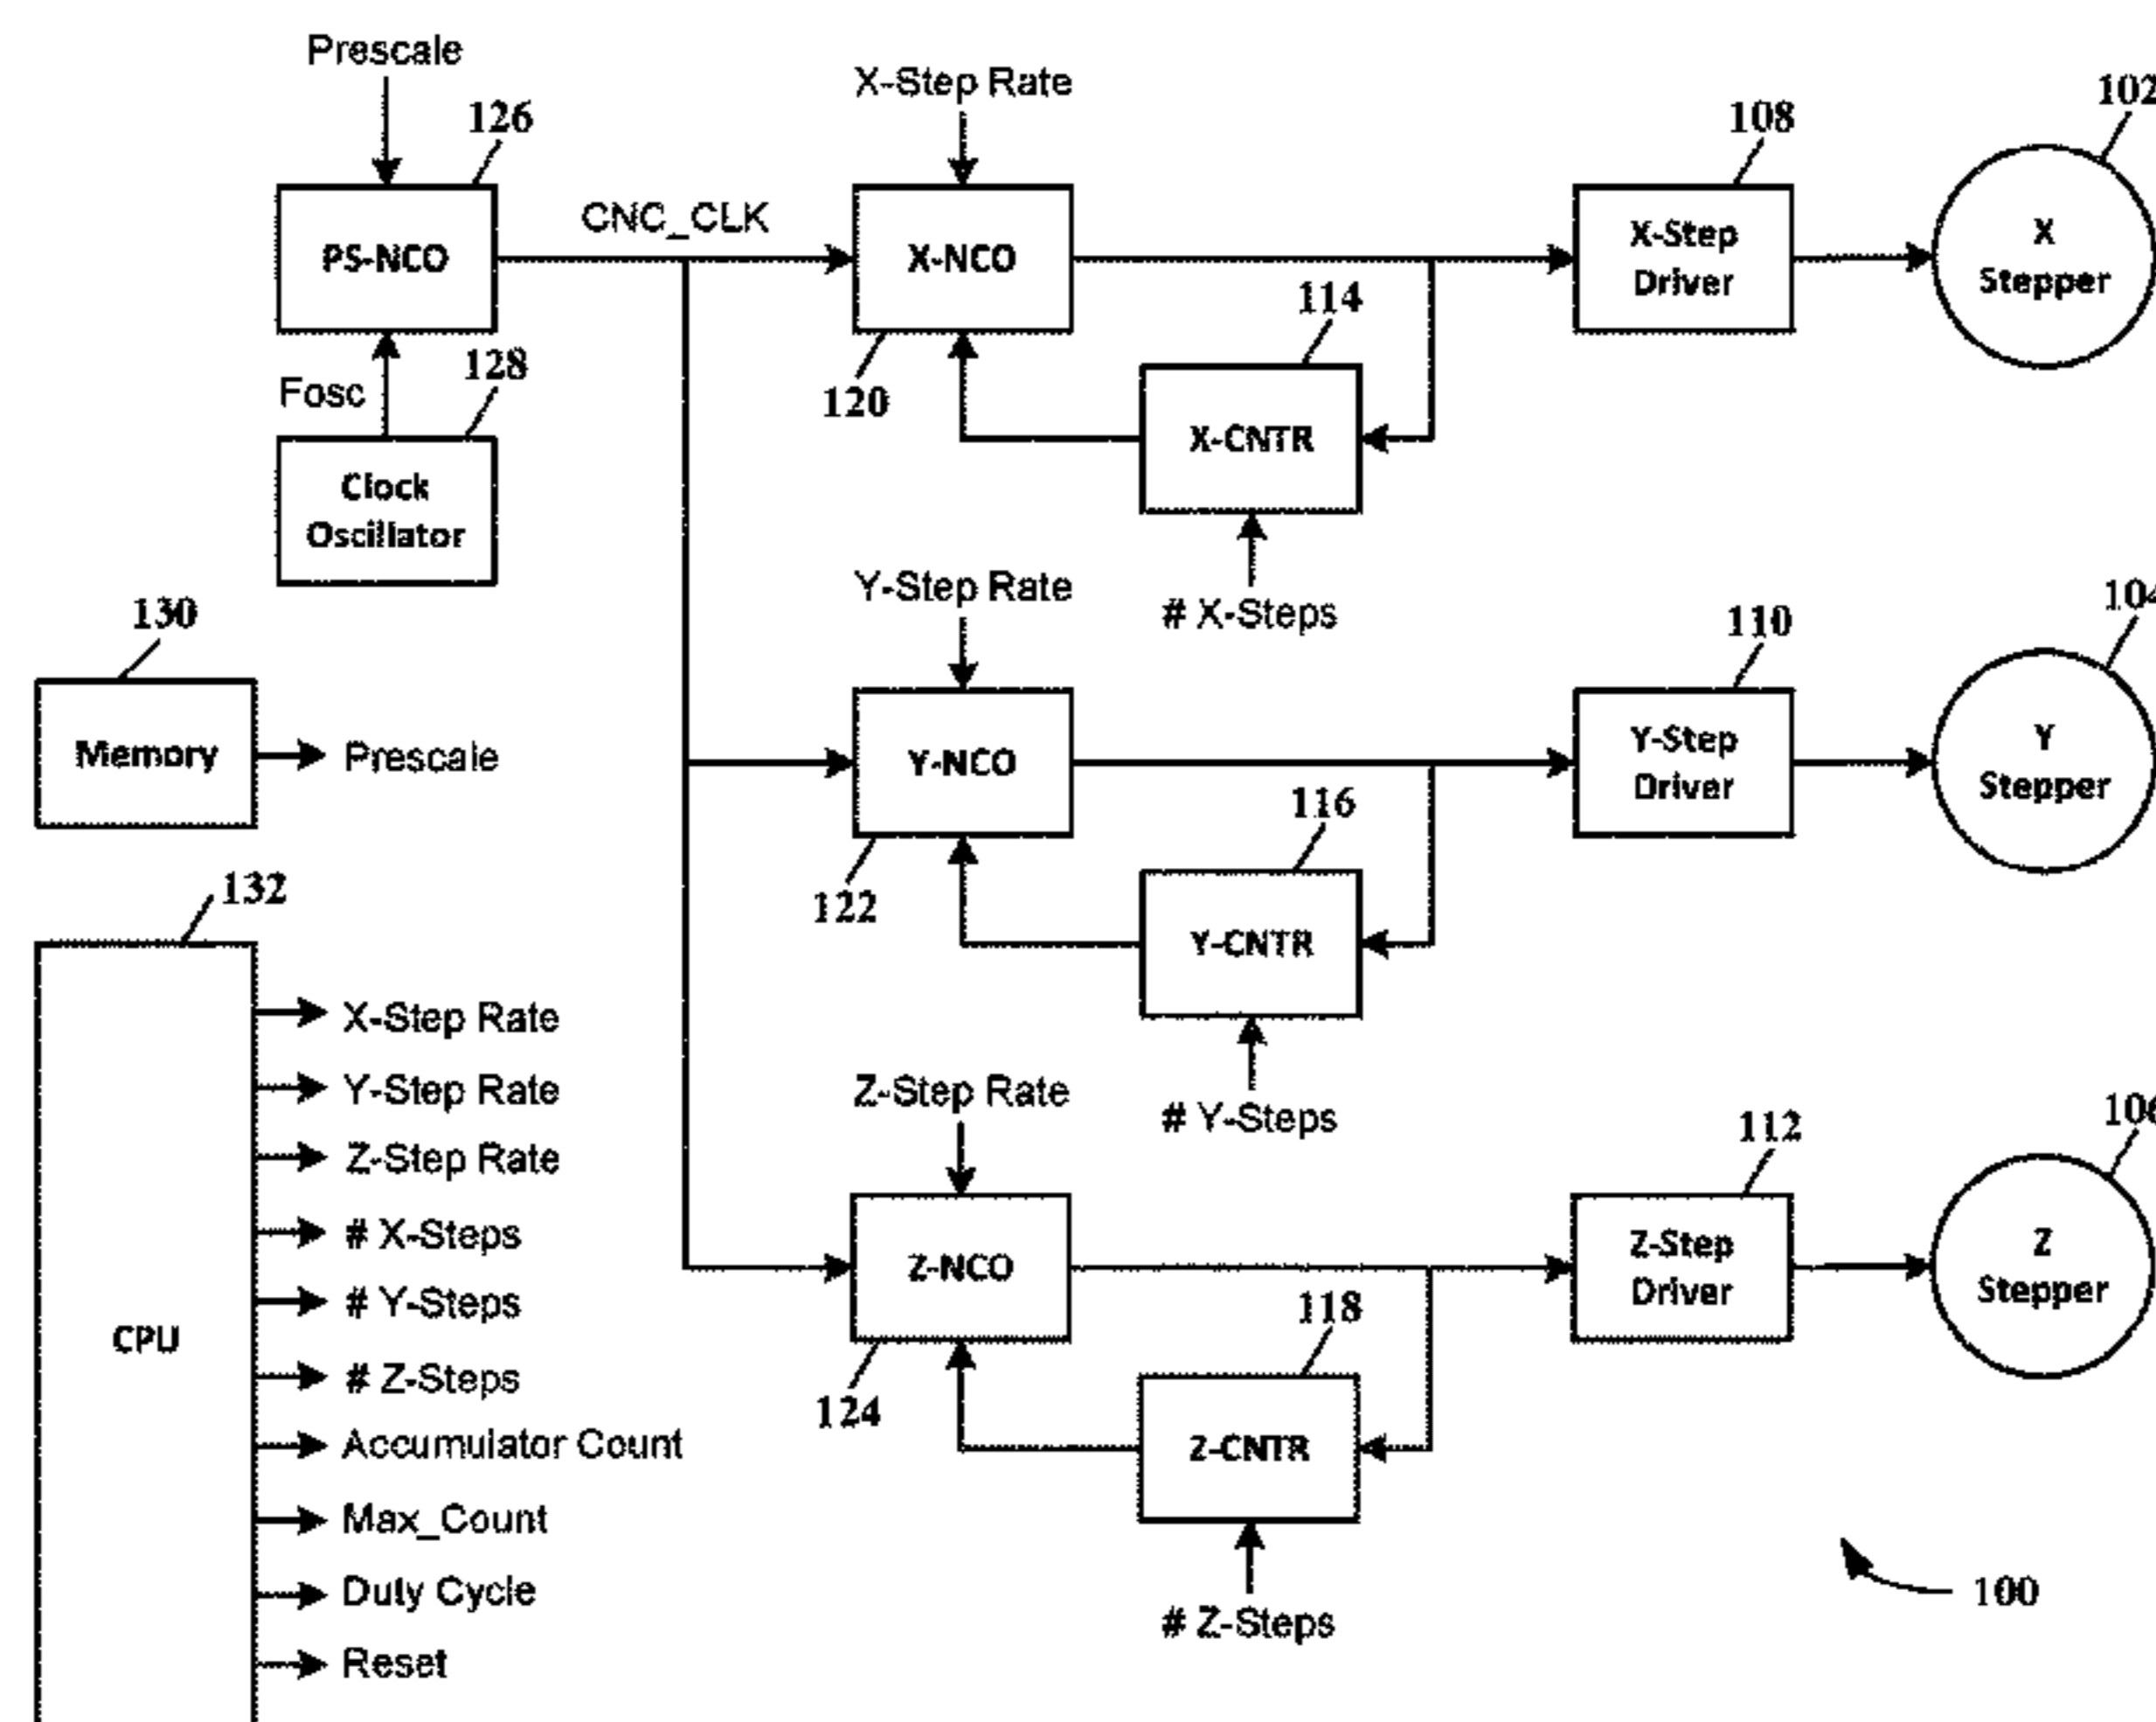 Prescale
126
PS-NCO
CNC_CLK
Fosc
128
Clock
Oscillator
X-Step Rate
X-NCO
120
114
X-CNTR
# X-Steps
108
X-Step
Driver
102
X
Stepper
130
Memory
Prescale
Y-Step Rate
Y-NCO
122
116
Y-CNTR
# Y-Steps
110
Y-Step
Driver
104
Y
Stepper
132
CPU
X-Step Rate
Y-Step Rate
Z-Step Rate
# X-Steps
# Y-Steps
# Z-Steps
Accumulator Count
Max_Count
Duty Cycle
Reset
Z-Step Rate
Z-NCO
124
118
Z-CNTR
# Z-Steps
112
Z-Step
Driver
106
Z
Stepper
100